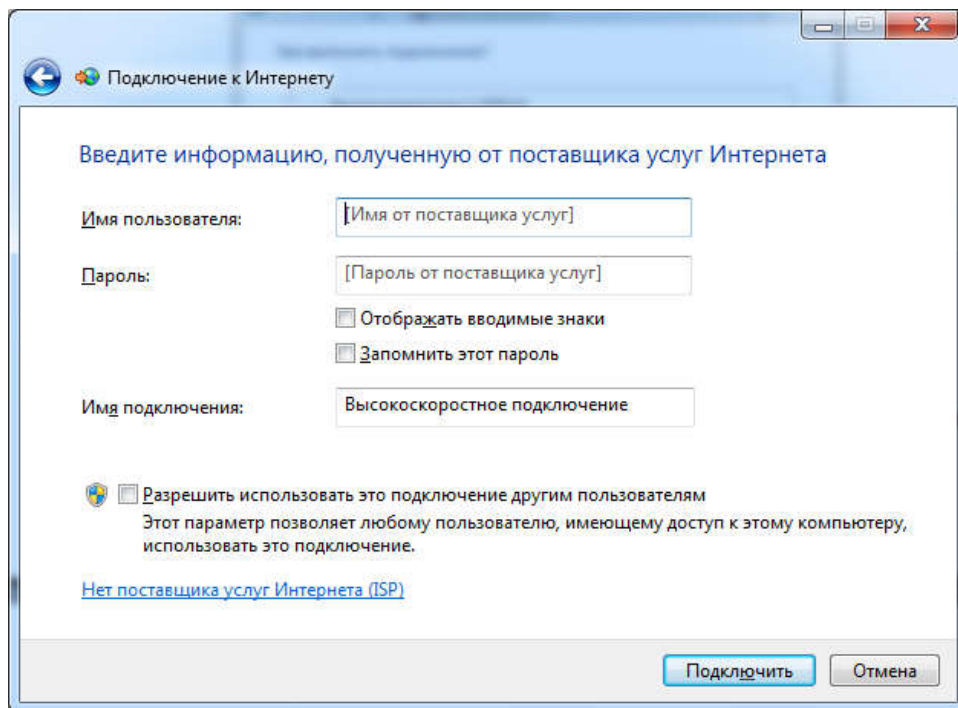 Подключение к Интернету
Введите информацию, полученную от поставщика услуг Интернета
Имя пользователя: [Имя от поставщика услуг]
Пароль: [Пароль от поставщика услуг]
Отображать вводимые знаки
Запомнить этот пароль
Имя подключения: Высокоскоростное подключение
Разрешить использовать это подключение другим пользователям
Этот параметр позволяет любому пользователю, имеющему доступ к этому компьютеру,
использовать это подключение.
Нет поставщика услуг Интернета (ISP)
Подключить Отмена